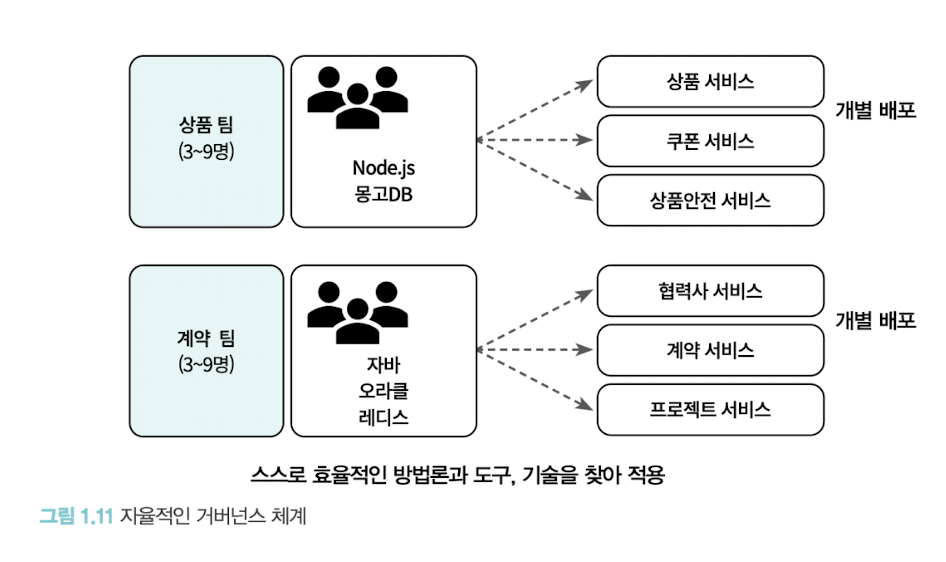 상품 팀
(3~9명)
Node.js
몽고DB
상품 서비스
쿠폰 서비스
상품안전 서비스
개별 배포
계약 팀
(3~9명)
자바
오라클
레디스
협력사 서비스
계약 서비스
프로젝트 서비스
개별 배포
스스로 효율적인 방법론과 도구, 기술을 찾아 적용
그림 1.11 자율적인 거버넌스 체계